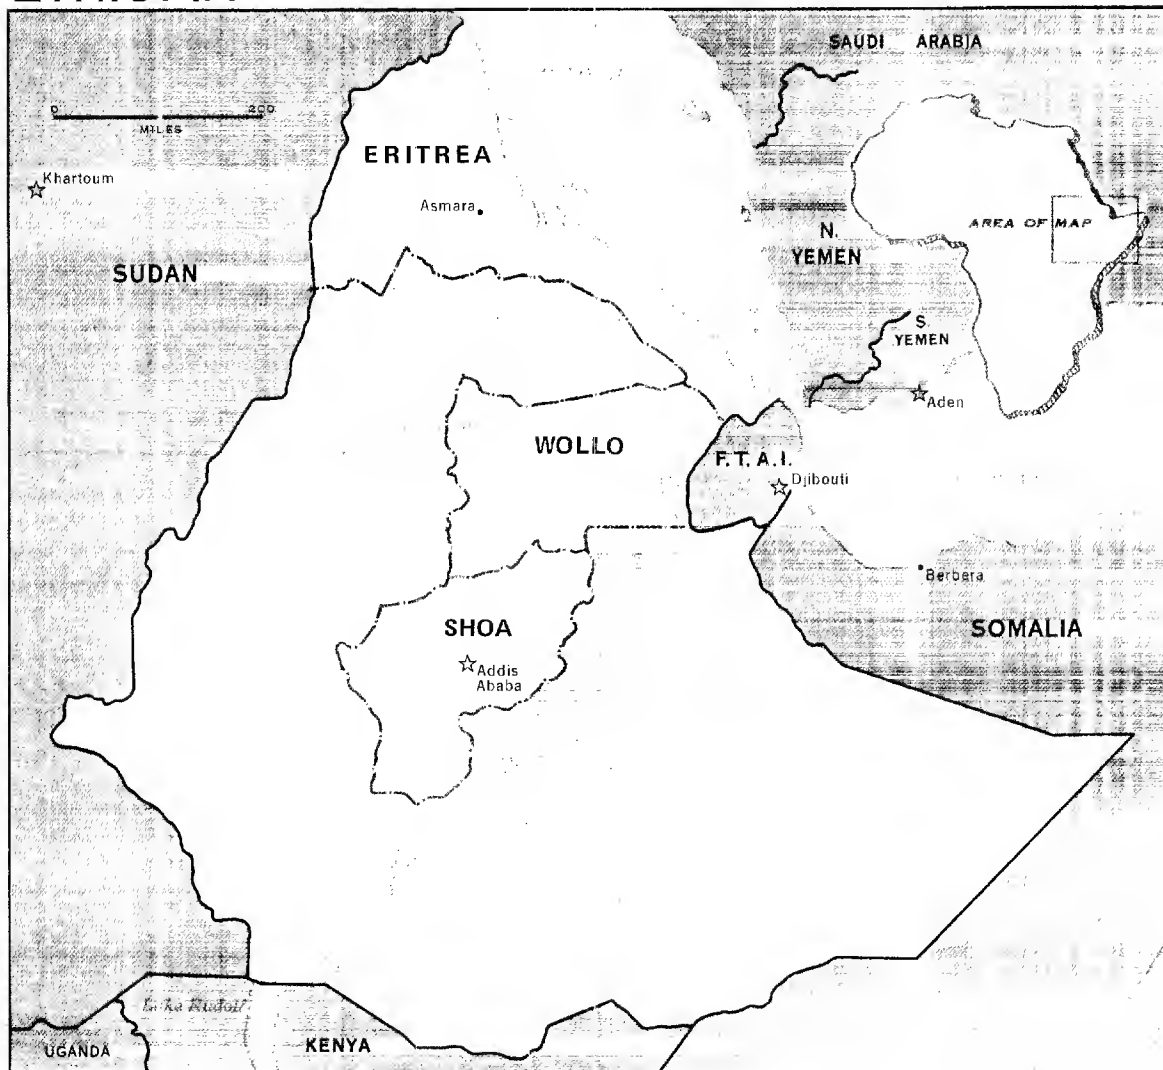 SAUDI ARABIA
0 200
MILES
ERITREA
Khartoum
Asmara
AREA OF MAP
N.
YEMEN
SUDAN
S.
YEMEN
Aden
WOLLO
F.T.A.I.
Djibouti
Berbera
SHOA
SOMALIA
Addis
Ababa
UGANDA
KENYA